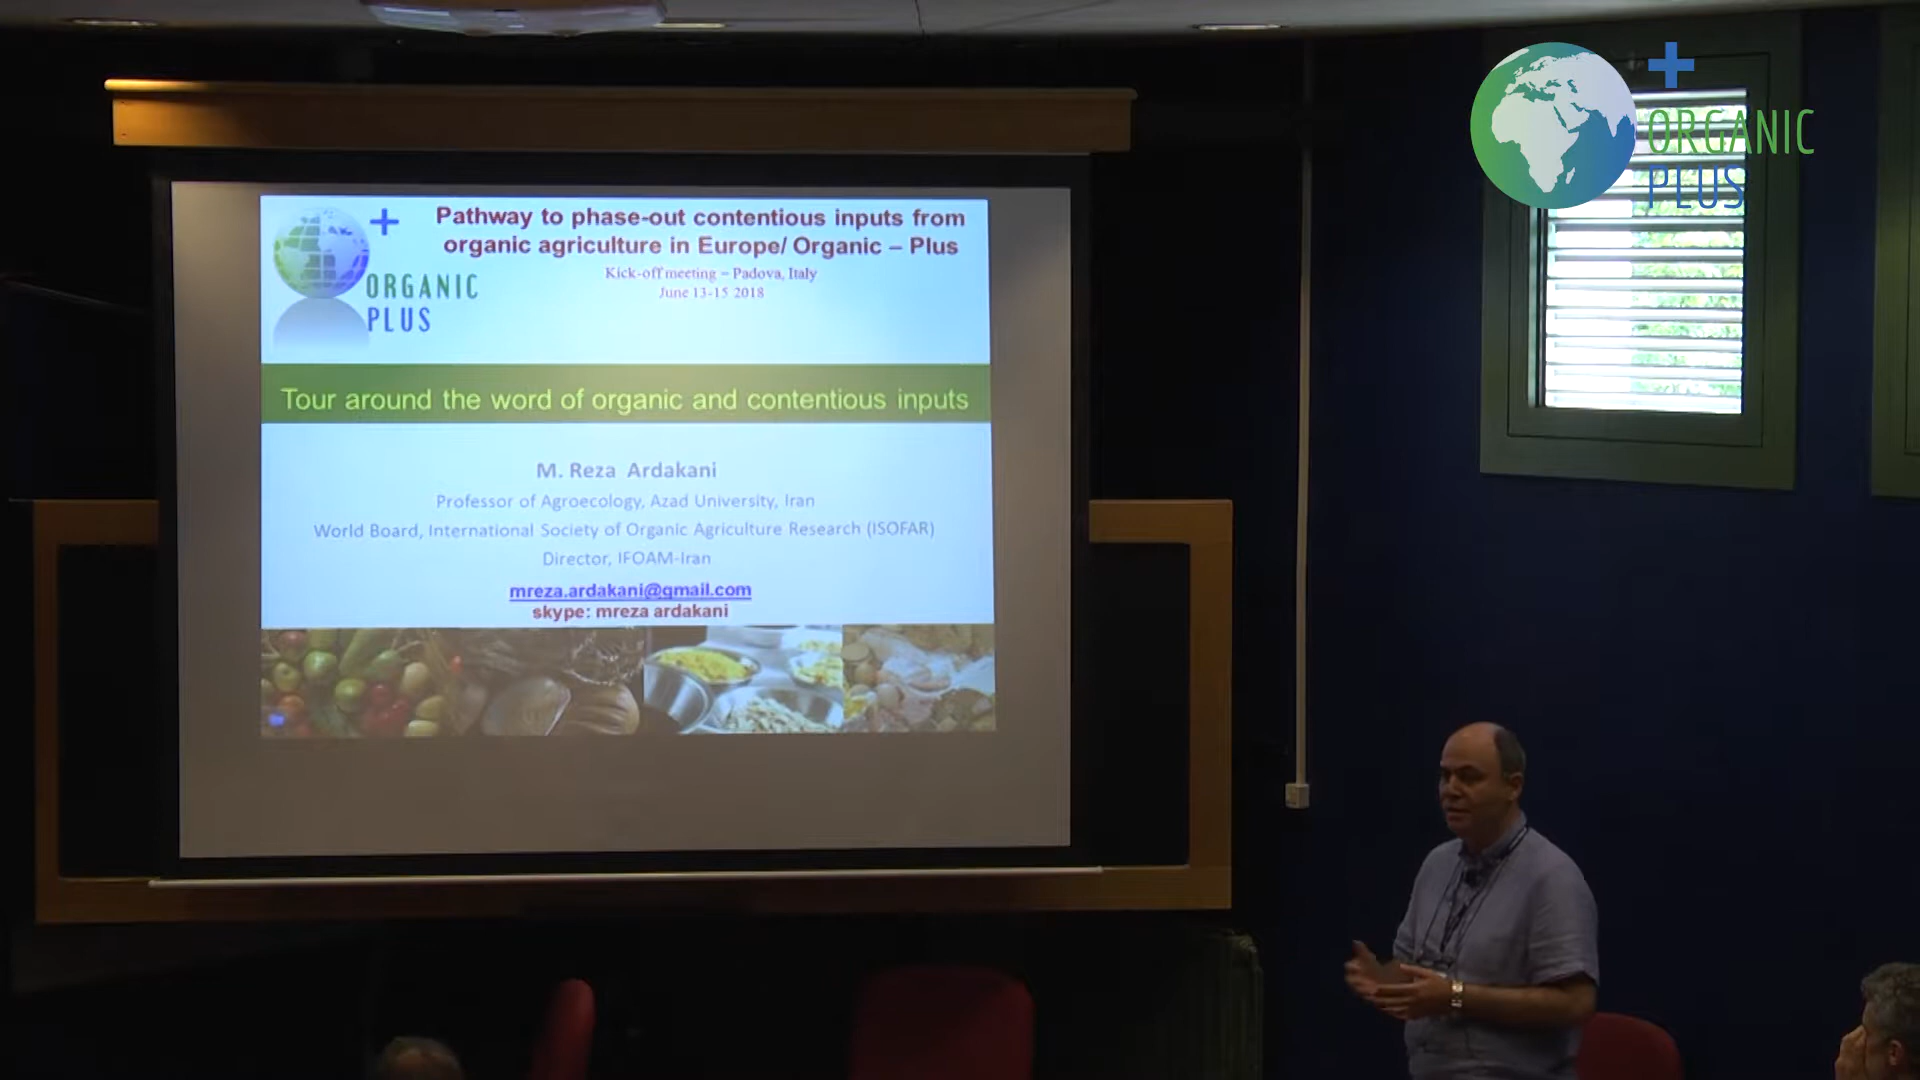 Pathway to phase-out contentious inputs from
organic agriculture in Europe/ Organic – Plus
Kick-off meeting – Padova, Italy
June 13-15 2018
+
ORGANIC
PLUS
Tour around the word of organic and contentious inputs
M. Reza Ardakani
Professor of Agroecology, Azad University, Iran
World Board, International Society of Organic Agriculture Research (ISOFAR)
Director, IFOAM-Iran
mreza.ardakani@gmail.com
skype: mreza ardakani
+
ORGANIC
PLUS